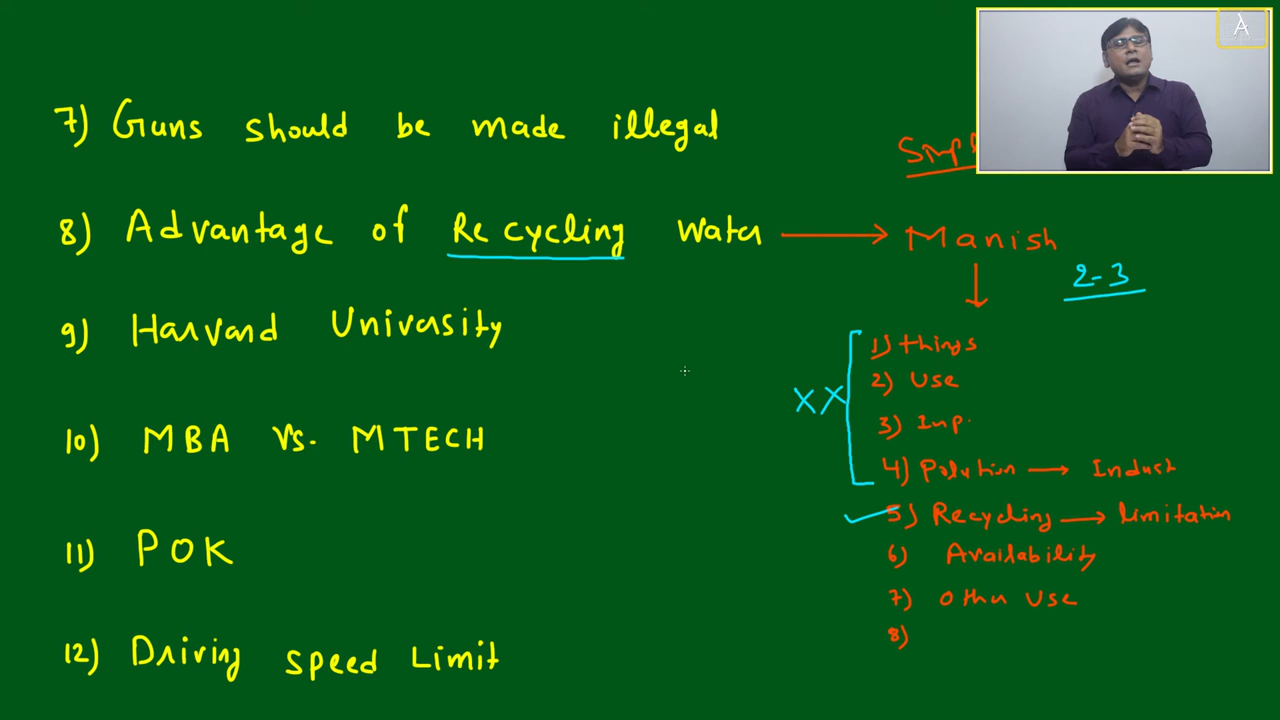 7) Guns should be made illegal
8) Advantage of Recycling Water → Manish
2-3
9) Harvard University
10) MBA Vs. MTECH
11) POK
12) Driving Speed Limit
XX
1) things
2) Use
3) Imp.
4) Polution → Indust
5) Recycling → limitation
6) Availability
7) Other Use
8)
A